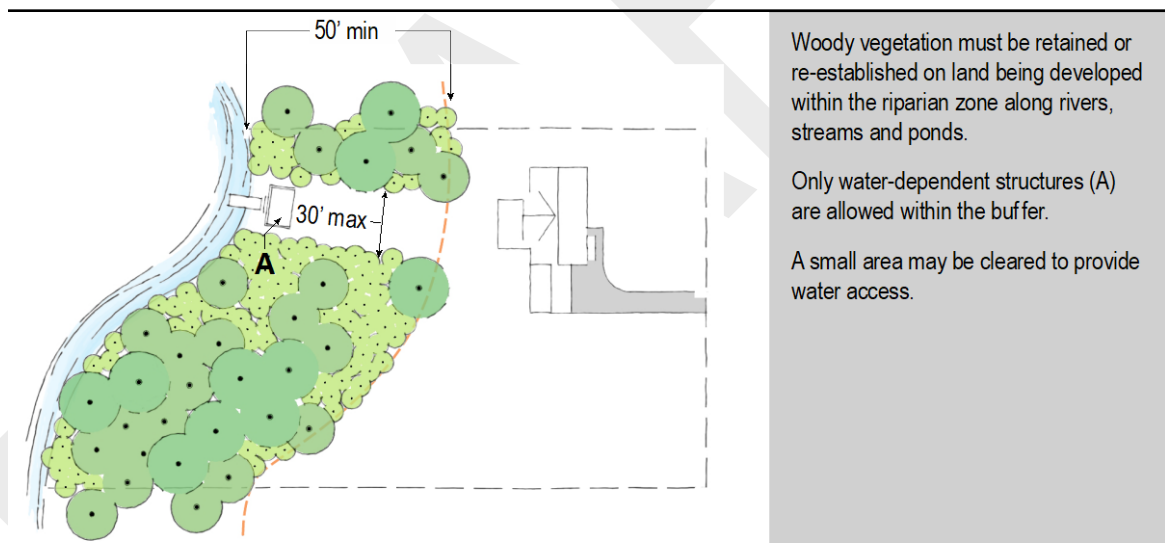 50’ min
30’ max
A
Woody vegetation must be retained or
re-established on land being developed
within the riparian zone along rivers,
streams and ponds.
Only water-dependent structures (A)
are allowed within the buffer.
A small area may be cleared to provide
water access.